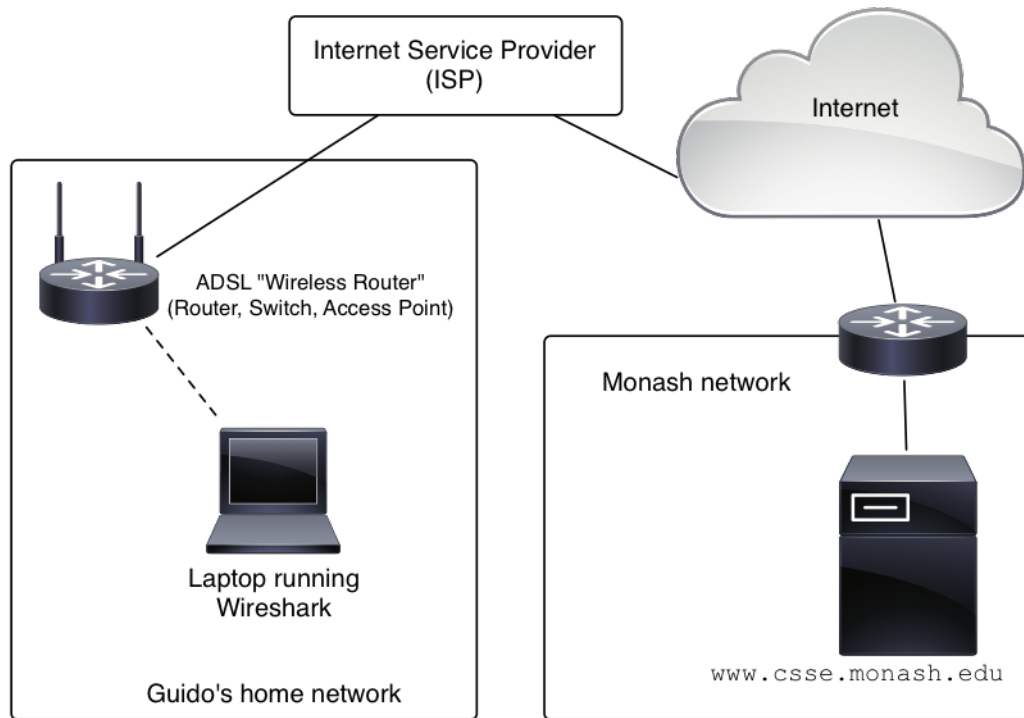 Internet Service Provider
(ISP)
Internet
ADSL "Wireless Router"
(Router, Switch, Access Point)
Monash network
Laptop running
Wireshark
www.csse.monash.edu
Guido's home network